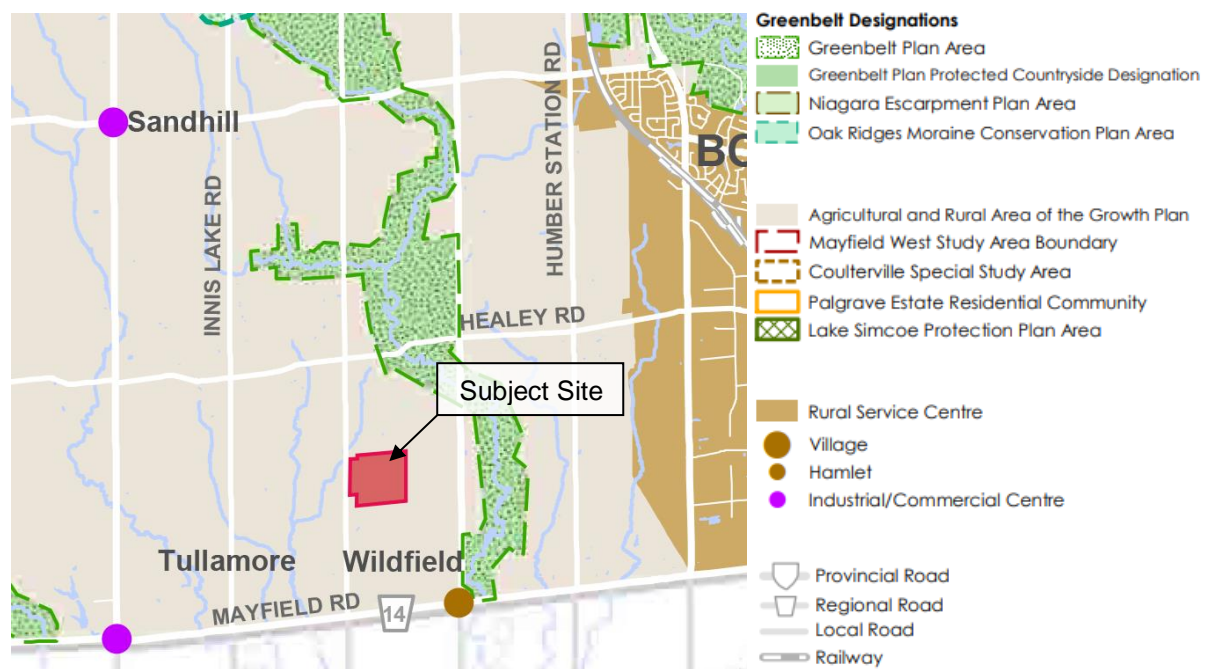 Sandhill
INNIS LAKE RD
HUMBER STATION RD
BO
HEALEY RD
Subject Site
Tullamore
Wildfield
MAYFIELD RD
14
Greenbelt Designations
Greenbelt Plan Area
Greenbelt Plan Protected Countryside Designation
Niagara Escarpment Plan Area
Oak Ridges Moraine Conservation Plan Area
Agricultural and Rural Area of the Growth Plan
Mayfield West Study Area Boundary
Coulterville Special Study Area
Palgrave Estate Residential Community
Lake Simcoe Protection Plan Area
Rural Service Centre
Village
Hamlet
Industrial/Commercial Centre
Provincial Road
Regional Road
Local Road
Railway